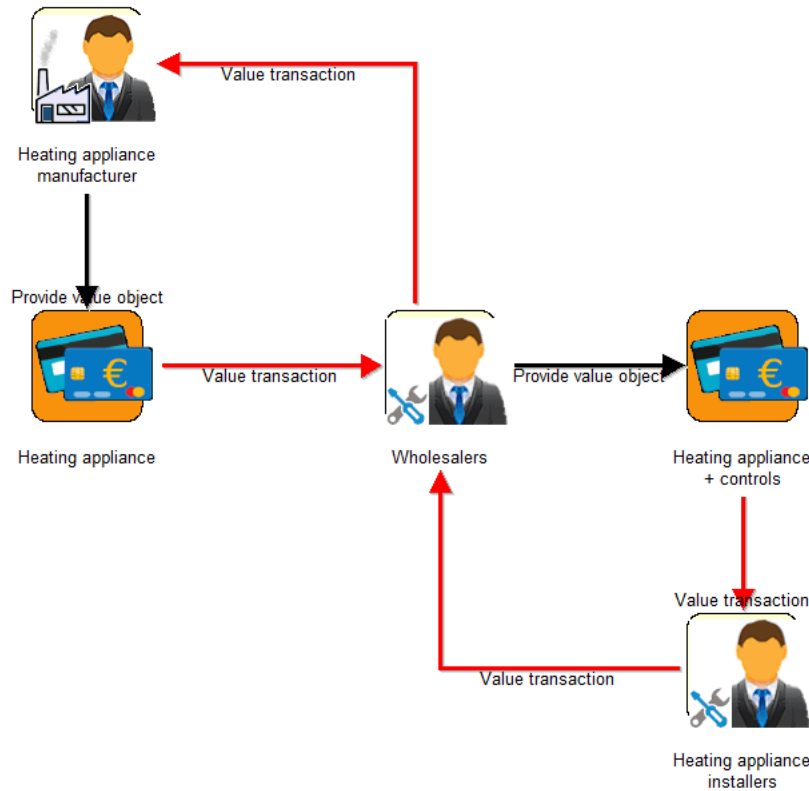 Value transaction
Heating appliance
manufacturer
Provide value object
€
Value transaction
Provide value object
€
Heating appliance
Wholesalers
Heating appliance
+ controls
Value transaction
Value transaction
Heating appliance
installers